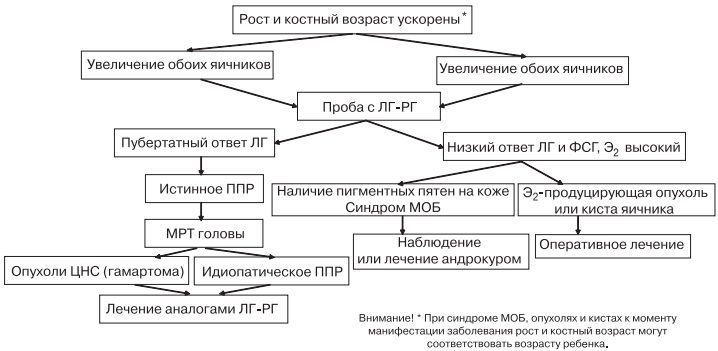 Рост и костный возраст ускорены*
Увеличение обоих яичников
Увеличение обоих яичников
Проба с ЛГ-РГ
Пубертатный ответ ЛГ
Низкий ответ ЛГ и ФСГ, Э2 высокий
Истинное ППР
Наличие пигментных пятен на коже
Синдром МОБ
Э2-продуцирующая опухоль
или киста яичника
МРТ головы
Наблюдение
или лечение андрокуром
Оперативное лечение
Опухоли ЦНС (гамартома)
Идиопатическое ППР
Лечение аналогами ЛГ-РГ
Внимание! * При синдроме МОБ, опухолях и кистах к моменту
манифестации заболевания рост и костный возраст могут
соответствовать возрасту ребенка.